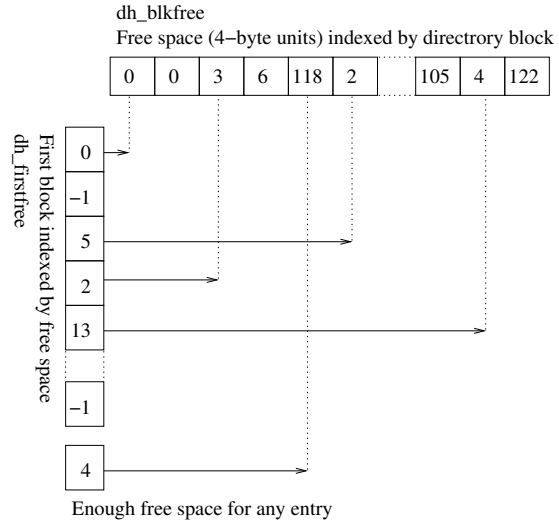 dh_blkfree
Free space (4−byte units) indexed by directrory block
0 0 3 6 118 2 105 4 122
First block indexed by free space
dh_firstfree
0
−1
5
2
13
−1
4
Enough free space for any entry